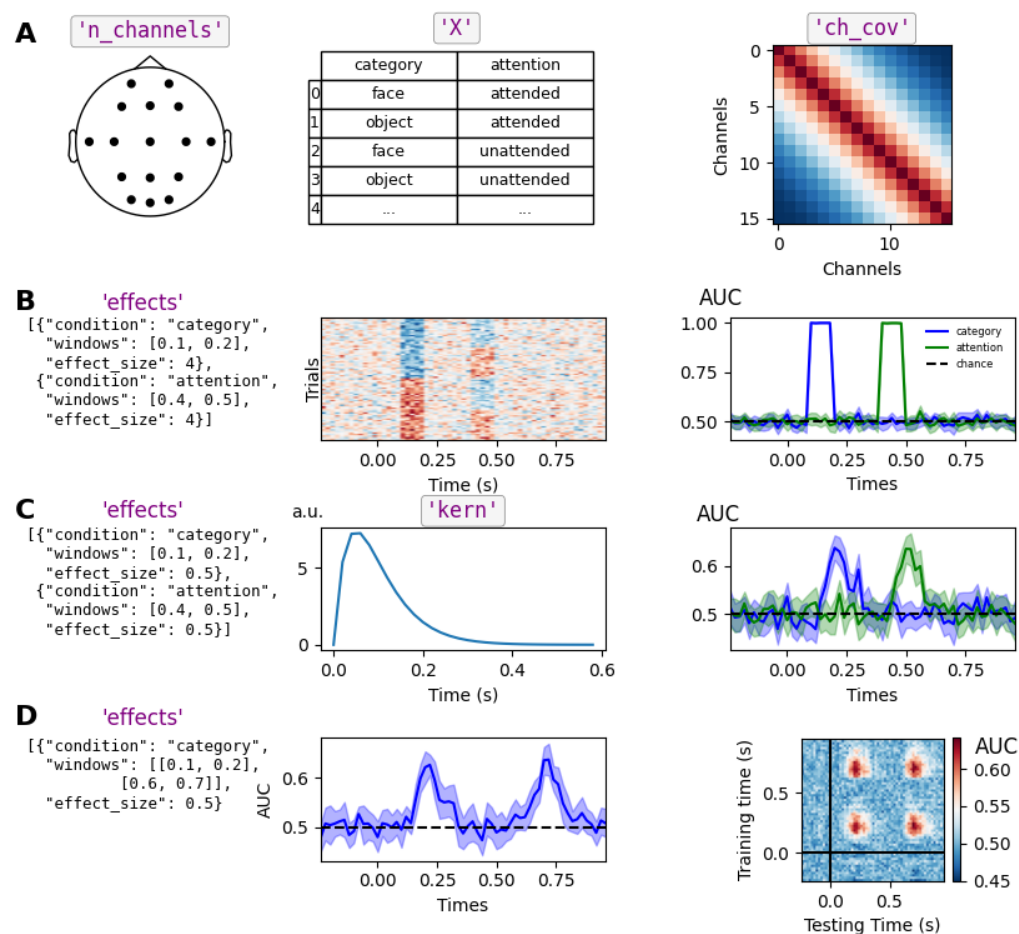 A
'n_channels'
'X'
'ch_cov'
category attention
0 face attended
1 object attended
2 face unattended
3 object unattended
4 ... ...
Channels
0
5
10
15
0 10
Channels
B
'effects'
[{"condition": "category",
"windows": [0.1, 0.2],
"effect_size": 4},
{"condition": "attention",
"windows": [0.4, 0.5],
"effect_size": 4}]
Trials
0.00 0.25 0.50 0.75
Time (s)
AUC
1.00
0.75
0.50
category
attention
chance
0.00 0.25 0.50 0.75
Times
C
'effects'
[{"condition": "category",
"windows": [0.1, 0.2],
"effect_size": 0.5},
{"condition": "attention",
"windows": [0.4, 0.5],
"effect_size": 0.5}]
a.u.
'kern'
5
0
0.0 0.2 0.4 0.6
Time (s)
AUC
0.6
0.5
0.00 0.25 0.50 0.75
Times
D
'effects'
[{"condition": "category",
"windows": [[0.1, 0.2],
[0.6, 0.7]],
"effect_size": 0.5}
AUC
0.6
0.5
0.00 0.25 0.50 0.75
Times
Training time (s)
0.5
0.0
0.0 0.5
Testing Time (s)
AUC
0.60
0.55
0.50
0.45